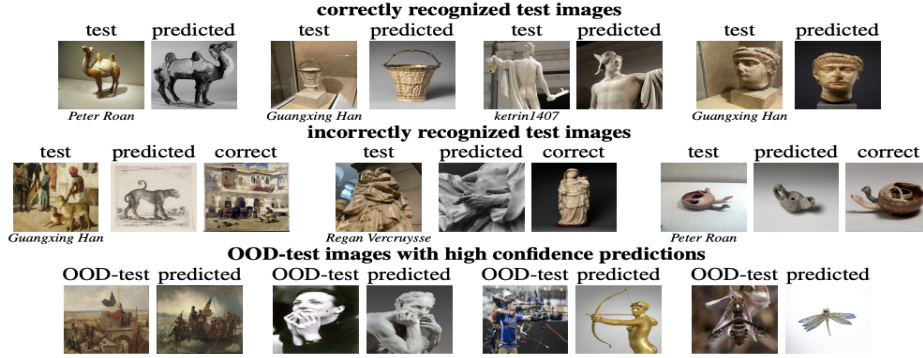 correctly recognized test images
test predicted test predicted test predicted test predicted
Peter Roan Guangxing Han ketrin1407 Guangxing Han
incorrectly recognized test images
test predicted correct test predicted correct test predicted correct
Guangxing Han Regan Vercruysse Peter Roan
OOD-test images with high confidence predictions
OOD-test predicted OOD-test predicted OOD-test predicted OOD-test predicted